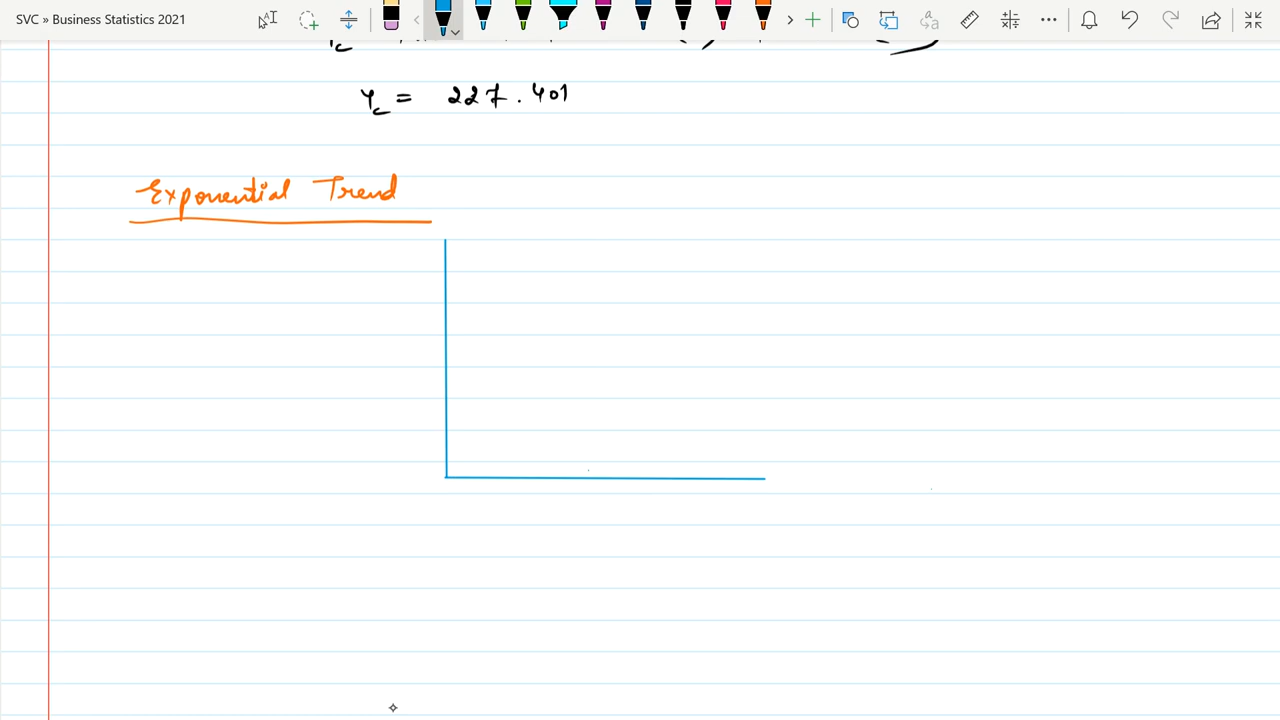 SVC » Business Statistics 2021
Yc = 227.401
Exponential Trend